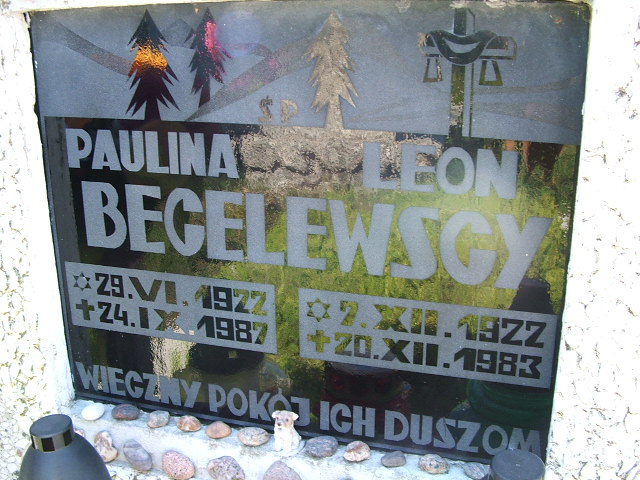 Ś.P.
PAULINA LEON
BEGELEWSCY
29.VI.1922 7.XII.1922
24.IX.1987 20.XII.1983
WIECZNY POKÓJ ICH DUSZOM